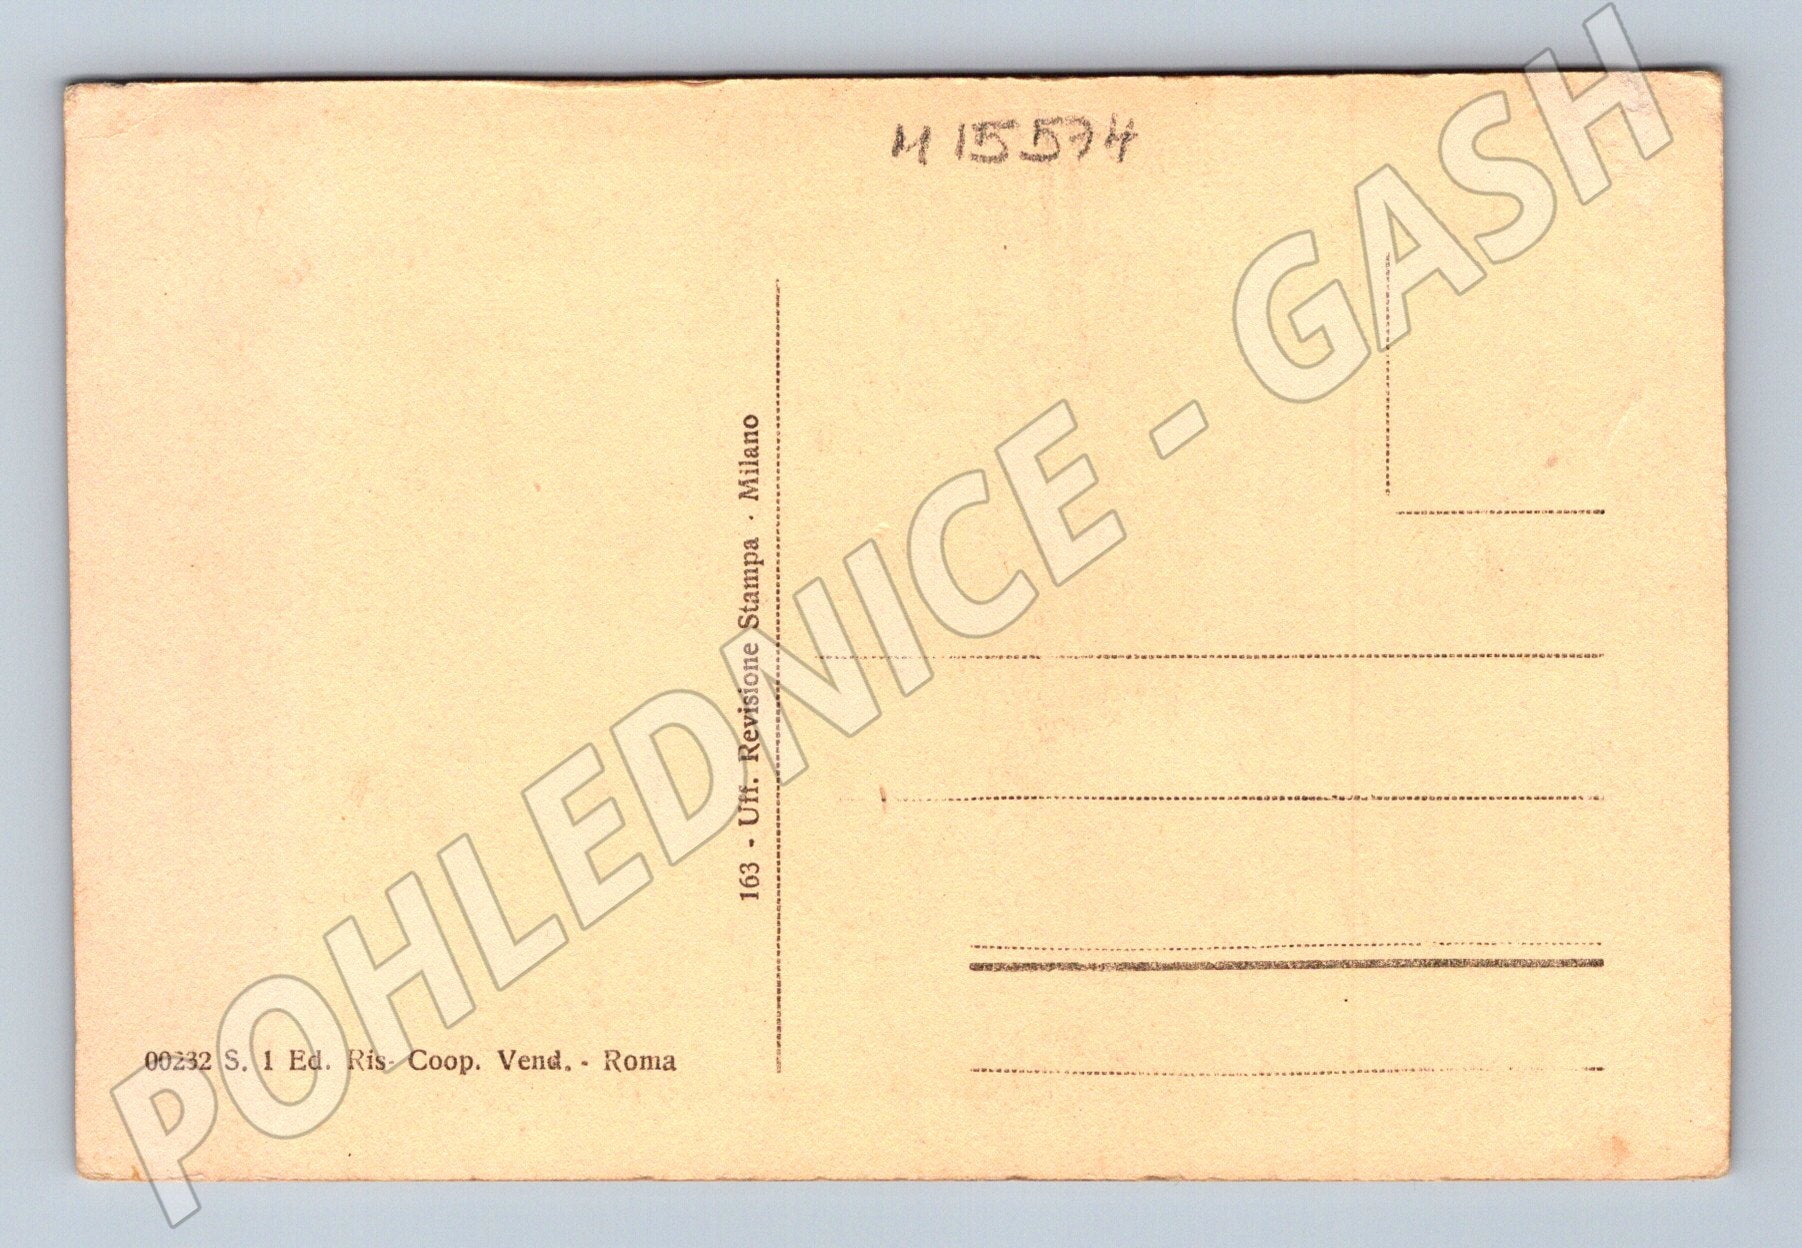 M 15574
163 - Uff. Revisione Stampa . Milano
00232 S. 1 Ed. Ris- Coop. Vend. - Roma
POHLEDNICE - GASH